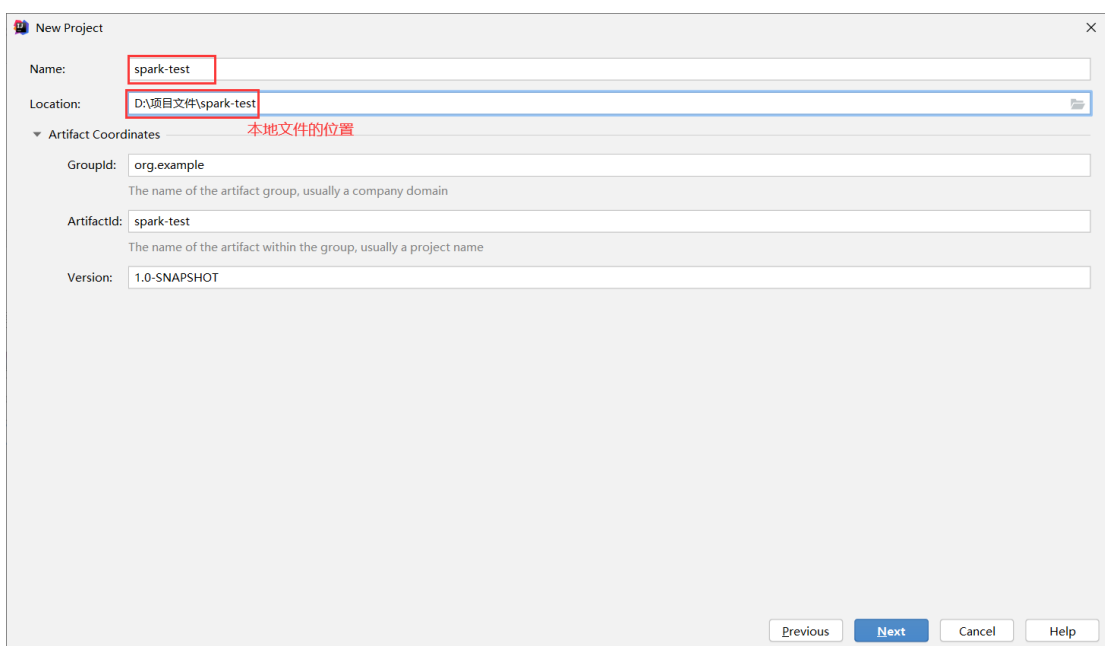 New Project
Name: spark-test
Location: D:\项目文件\spark-test
本地文件的位置
Artifact Coordinates
GroupId: org.example
The name of the artifact group, usually a company domain
ArtifactId: spark-test
The name of the artifact within the group, usually a project name
Version: 1.0-SNAPSHOT
Previous Next Cancel Help